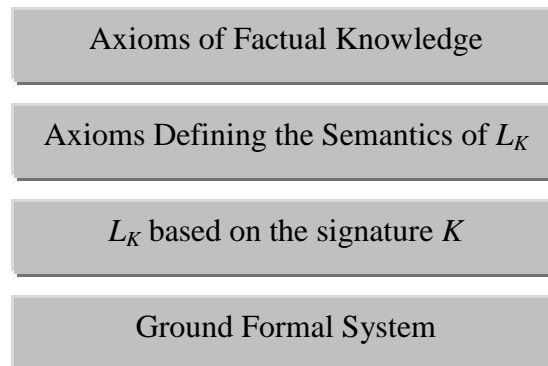 Axioms of Factual Knowledge
Axioms Defining the Semantics of L_K
L_K based on the signature K
Ground Formal System